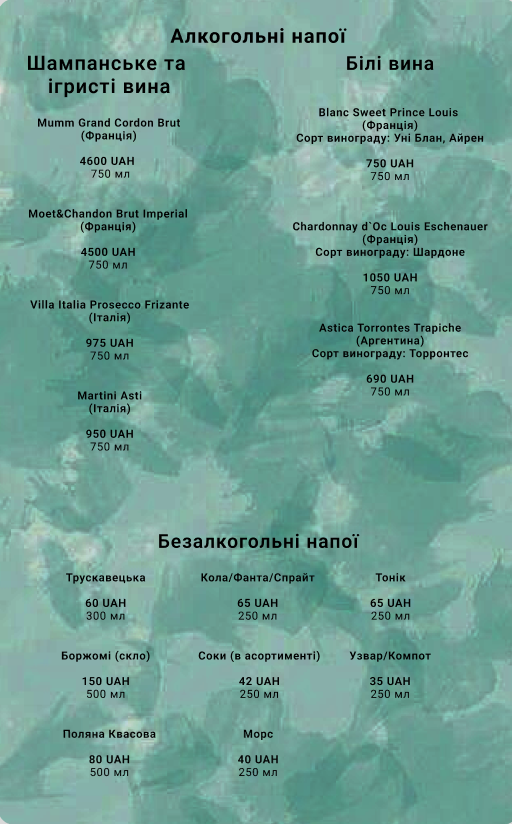 Алкогольні напої
Шампанське та
ігристі вина
Mumm Grand Cordon Brut
(Франція)
4600 UAH
750 мл
Moet&Chandon Brut Imperial
(Франція)
4500 UAH
750 мл
Villa Italia Prosecco Frizante
(Італія)
975 UAH
750 мл
Martini Asti
(Італія)
950 UAH
750 мл
Білі вина
Blanc Sweet Prince Louis
(Франція)
Сорт винограду: Уні Блан, Айрен
750 UAH
750 мл
Chardonnay d`Oc Louis Eschenauer
(Франція)
Сорт винограду: Шардоне
1050 UAH
750 мл
Astica Torrontes Trapiche
(Аргентина)
Сорт винограду: Торронтес
690 UAH
750 мл
Безалкогольні напої
Трускавецька
60 UAH
300 мл
Кола/Фанта/Спрайт
65 UAH
250 мл
Тонік
65 UAH
250 мл
Боржомі (скло)
150 UAH
500 мл
Соки (в асортименті)
42 UAH
250 мл
Узвар/Компот
35 UAH
250 мл
Поляна Квасова
80 UAH
500 мл
Морс
40 UAH
250 мл